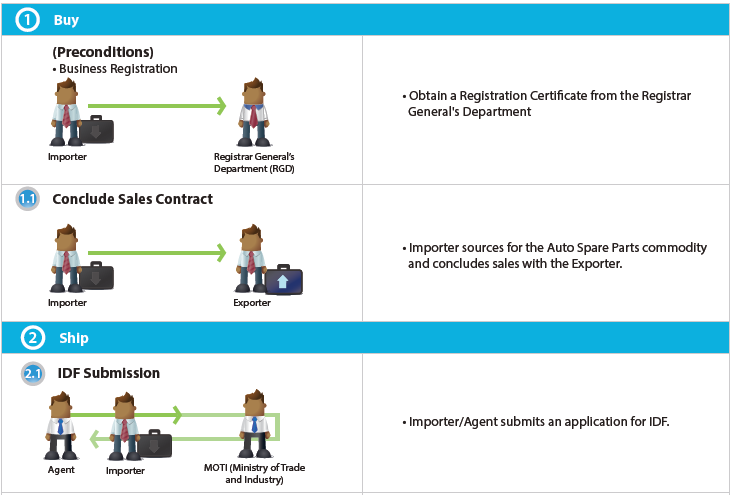 1 Buy
(Preconditions)
• Business Registration
Importer
Registrar General's
Department (RGD)
• Obtain a Registration Certificate from the Registrar
General's Department
1.1 Conclude Sales Contract
Importer
Exporter
• Importer sources for the Auto Spare Parts commodity
and concludes sales with the Exporter.
2 Ship
2.1 IDF Submission
Agent
Importer
MOTI (Ministry of Trade
and Industry)
• Importer/Agent submits an application for IDF.